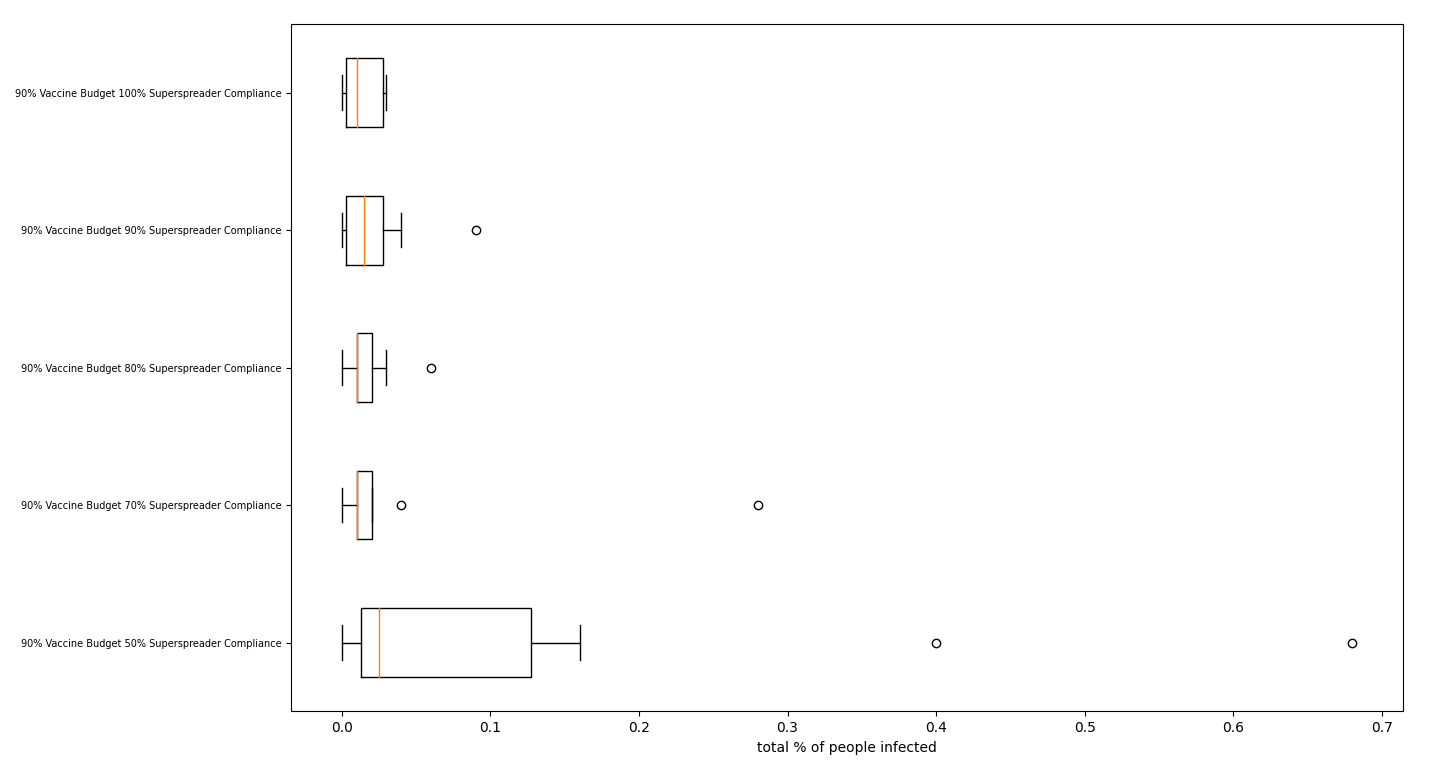 90% Vaccine Budget 100% Superspreader Compliance
90% Vaccine Budget 90% Superspreader Compliance
90% Vaccine Budget 80% Superspreader Compliance
90% Vaccine Budget 70% Superspreader Compliance
90% Vaccine Budget 50% Superspreader Compliance
0.0 0.1 0.2 0.3 0.4 0.5 0.6 0.7
total % of people infected